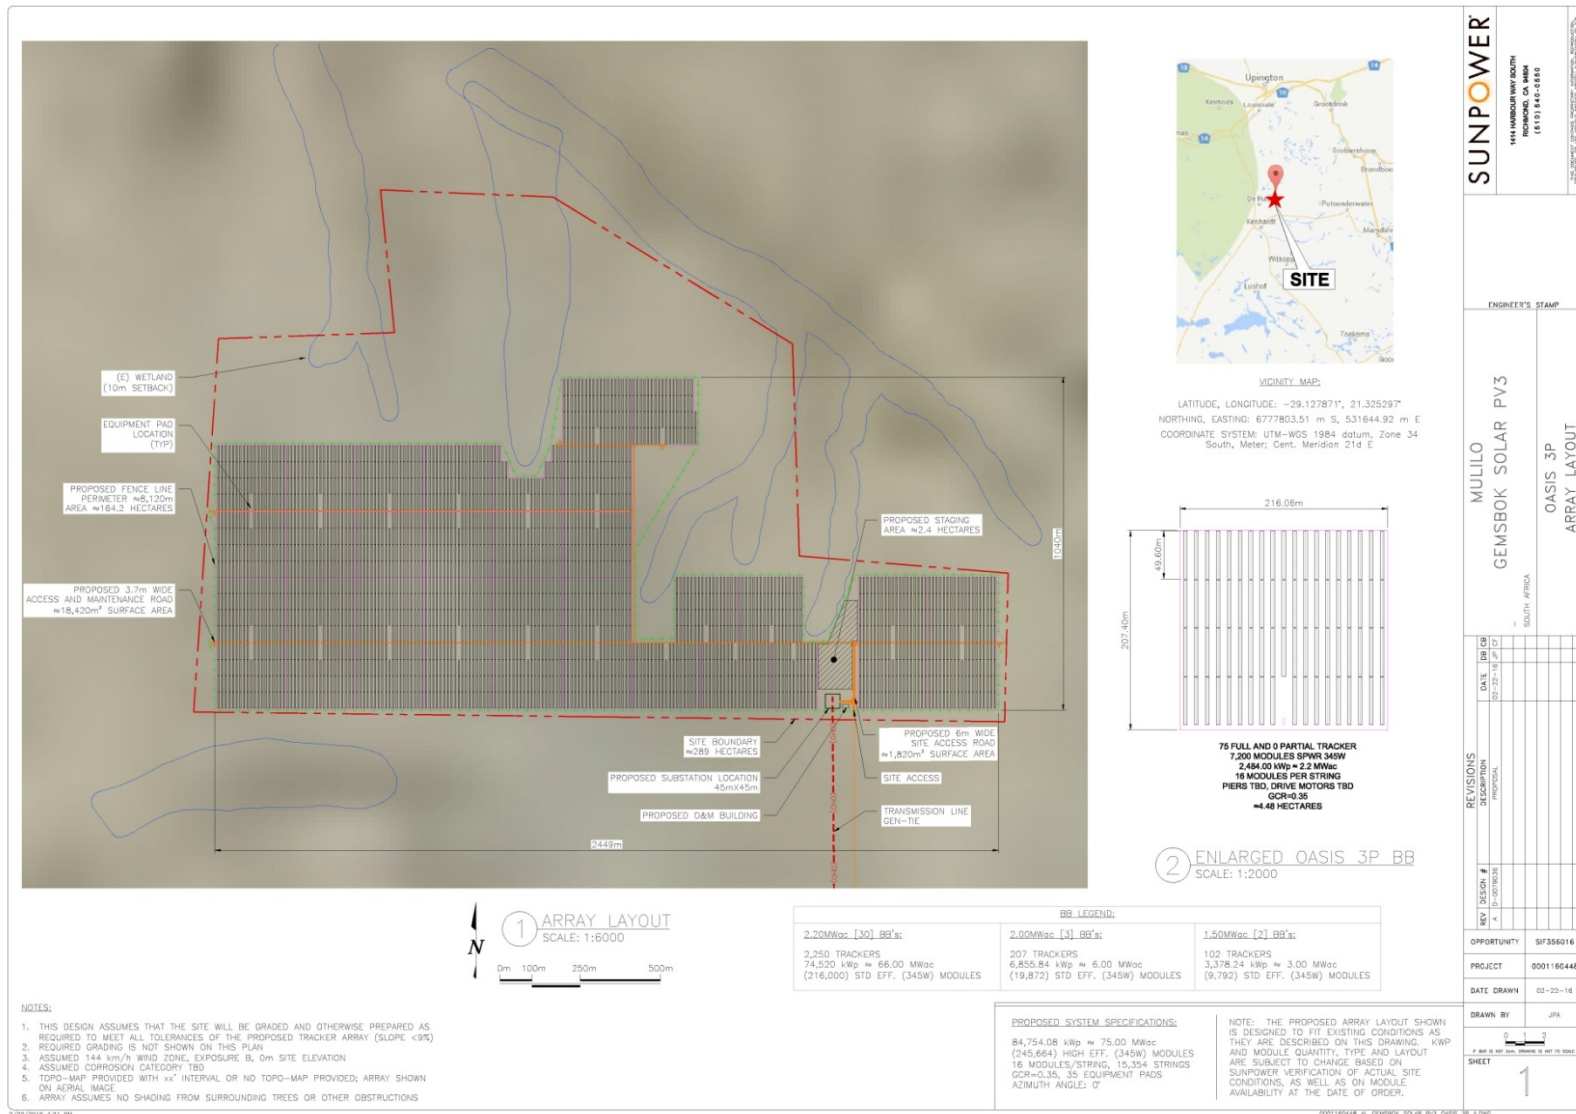 (E) WETLAND
(10m SETBACK)
EQUIPMENT PAD
LOCATION
(TYP)
PROPOSED FENCE LINE
PERIMETER ≈8,120m
AREA ≈164.2 HECTARES
PROPOSED 3.7m WIDE
ACCESS AND MAINTENANCE ROAD
≈18,420m² SURFACE AREA
PROPOSED STAGING
AREA ≈2.4 HECTARES
1040m
SITE BOUNDARY
≈289 HECTARES
PROPOSED SUBSTATION LOCATION
45mX45m
PROPOSED O&M BUILDING
PROPOSED 6m WIDE
SITE ACCESS ROAD
≈1,820m² SURFACE AREA
SITE ACCESS
TRANSMISSION LINE
GEN-TIE
2449m
N
1 ARRAY LAYOUT
SCALE: 1:6000
0m 100m 250m 500m
Upington
Keimoes
Louisvale
Grootdrink
Groblershoop
Putsonderwater
Kenhardt
Marydale
Lushof
SITE
VICINITY MAP:
LATITUDE, LONGITUDE: -29.127871°, 21.325297°
NORTHING, EASTING: 6777803.51 m S, 531644.92 m E
COORDINATE SYSTEM: UTM-WGS 1984 datum, Zone 34
South, Meter; Cent. Meridian 21d E
216.06m
49.60m
207.40m
75 FULL AND 0 PARTIAL TRACKER
7,200 MODULES SPWR 345W
2,484.00 kWp ≈ 2.2 MWac
16 MODULES PER STRING
PIERS TBD, DRIVE MOTORS TBD
GCR=0.35
≈4.48 HECTARES
2 ENLARGED OASIS 3P BB
SCALE: 1:2000
BB LEGEND:
2.20MWac [30] BB's:
2,250 TRACKERS
74,520 kWp ≈ 66.00 MWac
(216,000) STD EFF. (345W) MODULES
2.00MWac [3] BB's:
207 TRACKERS
6,855.84 kWp ≈ 6.00 MWac
(19,872) STD EFF. (345W) MODULES
1.50MWac [2] BB's:
102 TRACKERS
3,378.24 kWp ≈ 3.00 MWac
(9,792) STD EFF. (345W) MODULES
NOTES:
1. THIS DESIGN ASSUMES THAT THE SITE WILL BE GRADED AND OTHERWISE PREPARED AS
REQUIRED TO MEET ALL TOLERANCES OF THE PROPOSED TRACKER ARRAY (SLOPE <9%)
2. REQUIRED GRADING IS NOT SHOWN ON THIS PLAN
3. ASSUMED 144 km/h WIND ZONE, EXPOSURE B, 0m SITE ELEVATION
4. ASSUMED CORROSION CATEGORY TBD
5. TOPO-MAP PROVIDED WITH xx" INTERVAL OR NO TOPO-MAP PROVIDED; ARRAY SHOWN
ON AERIAL IMAGE
6. ARRAY ASSUMES NO SHADING FROM SURROUNDING TREES OR OTHER OBSTRUCTIONS
PROPOSED SYSTEM SPECIFICATIONS:
84,754.08 kWp ≈ 75.00 MWac
(245,664) HIGH EFF. (345W) MODULES
16 MODULES/STRING, 15,354 STRINGS
GCR=0.35, 35 EQUIPMENT PADS
AZIMUTH ANGLE: 0°
NOTE: THE PROPOSED ARRAY LAYOUT SHOWN
IS DESIGNED TO FIT EXISTING CONDITIONS AS
THEY ARE DESCRIBED ON THIS DRAWING. KWP
AND MODULE QUANTITY, TYPE AND LAYOUT
ARE SUBJECT TO CHANGE BASED ON
SUNPOWER VERIFICATION OF ACTUAL SITE
CONDITIONS, AS WELL AS ON MODULE
AVAILABILITY AT THE DATE OF ORDER.
SUNPOWER
1414 HARBOUR WAY SOUTH
RICHMOND, CA 94804
(510) 540-0550
ENGINEER'S STAMP
MULILO
GEMSBOK SOLAR PV3
SOUTH AFRICA
OASIS 3P
ARRAY LAYOUT
REVISIONS
REV DESIGN # DESCRIPTION DATE DB CB
A PROPOSAL 02-22-16 JP CF
OPPORTUNITY SIF356016
PROJECT 0001160448
DATE DRAWN 02-22-16
DRAWN BY JPA
SHEET
1